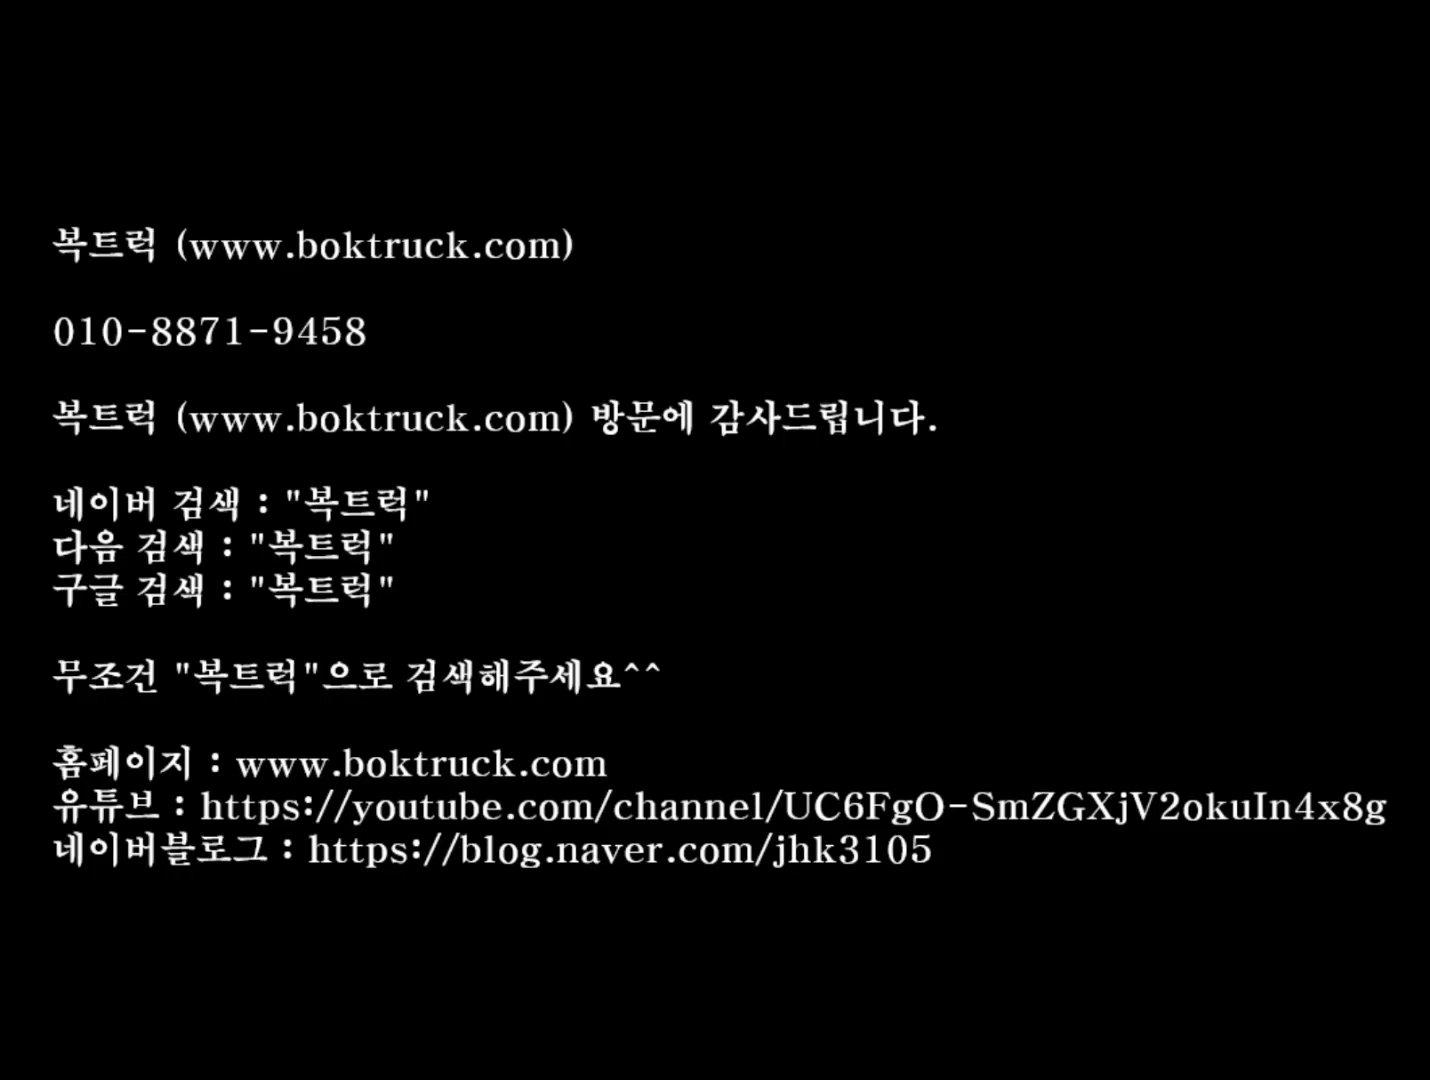 복트럭 (www.boktruck.com)
010-8871-9458
복트럭 (www.boktruck.com) 방문에 감사드립니다.
네이버 검색 : "복트럭"
다음 검색 : "복트럭"
구글 검색 : "복트럭"
무조건 "복트럭"으로 검색해주세요^^
홈페이지 : www.boktruck.com
유튜브 : https://youtube.com/channel/UC6FgO-SmZGXjV2okuIn4x8g
네이버블로그 : https://blog.naver.com/jhk3105